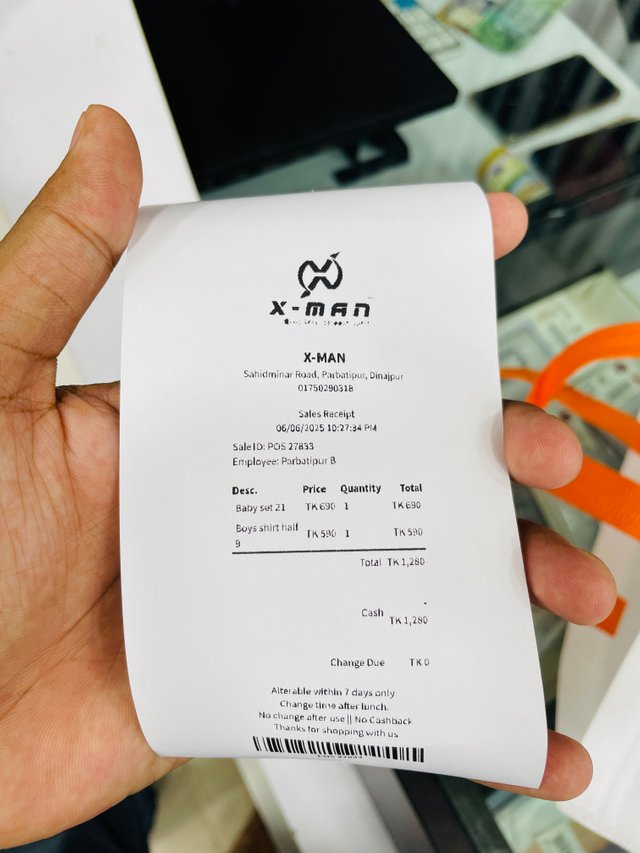 X-MAN
X-MAN
Sahidminar Road, Parbatipur, Dinajpur
01750290318
Sales Receipt
06/06/2025 10:27:34 PM
Sale ID: POS 27833
Employee: Parbatipur B
Desc. Price Quantity Total
Baby set 21 TK 690 1 TK 690
Boys shirt half
9 TK 590 1 TK 590
Total TK 1,280
Cash TK 1,280
Change Due TK 0
Alterable within 7 days only.
Change time after lunch.
No change after use || No Cashback
Thanks for shopping with us
POS 27833